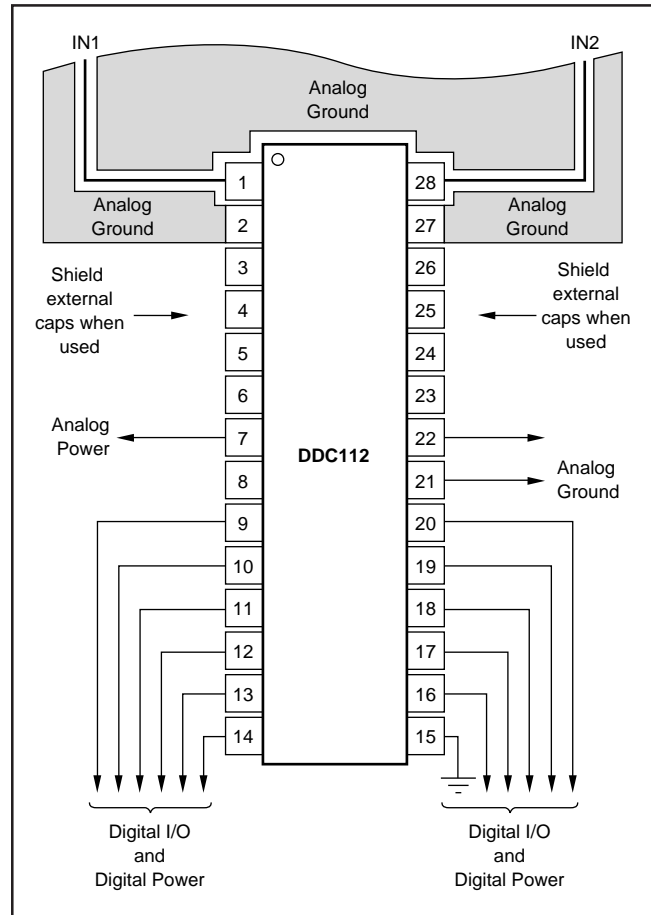 IN1
IN2
Analog
Ground
1
28
Analog
Ground
Analog
Ground
2
27
3
26
Shield
external
caps when
used
Shield
external
caps when
used
4
25
5
24
6
23
Analog
Power
7
22
DDC112
8
21
Analog
Ground
9
20
10
19
11
18
12
17
13
16
14
15
Digital I/O
and
Digital Power
Digital I/O
and
Digital Power